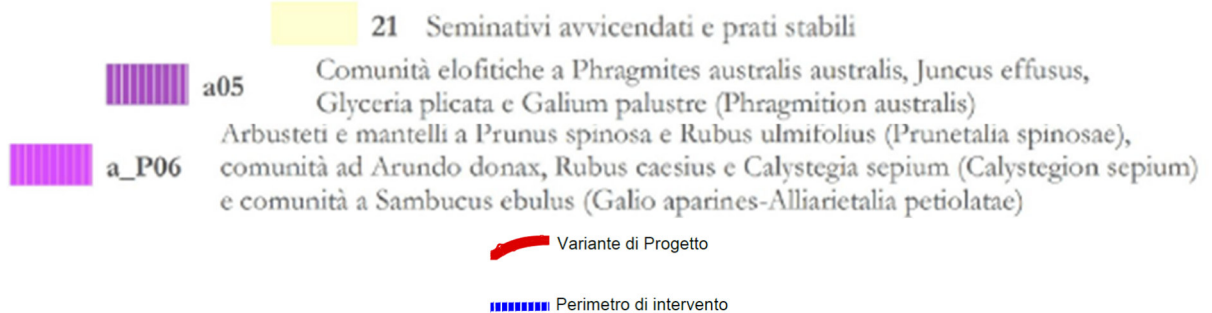 21 Seminativi avvicendati e prati stabili
a05 Comunità elofitiche a Phragmites australis australis, Juncus effusus,
Glyceria plicata e Galium palustre (Phragmition australis)
Arbusteti e mantelli a Prunus spinosa e Rubus ulmifolius (Prunetalia spinosae),
a_P06 comunità ad Arundo donax, Rubus caesius e Calystegia sepium (Calystegion sepium)
e comunità a Sambucus ebulus (Galio aparines-Alliarietalia petiolatae)
Variante di Progetto
Perimetro di intervento